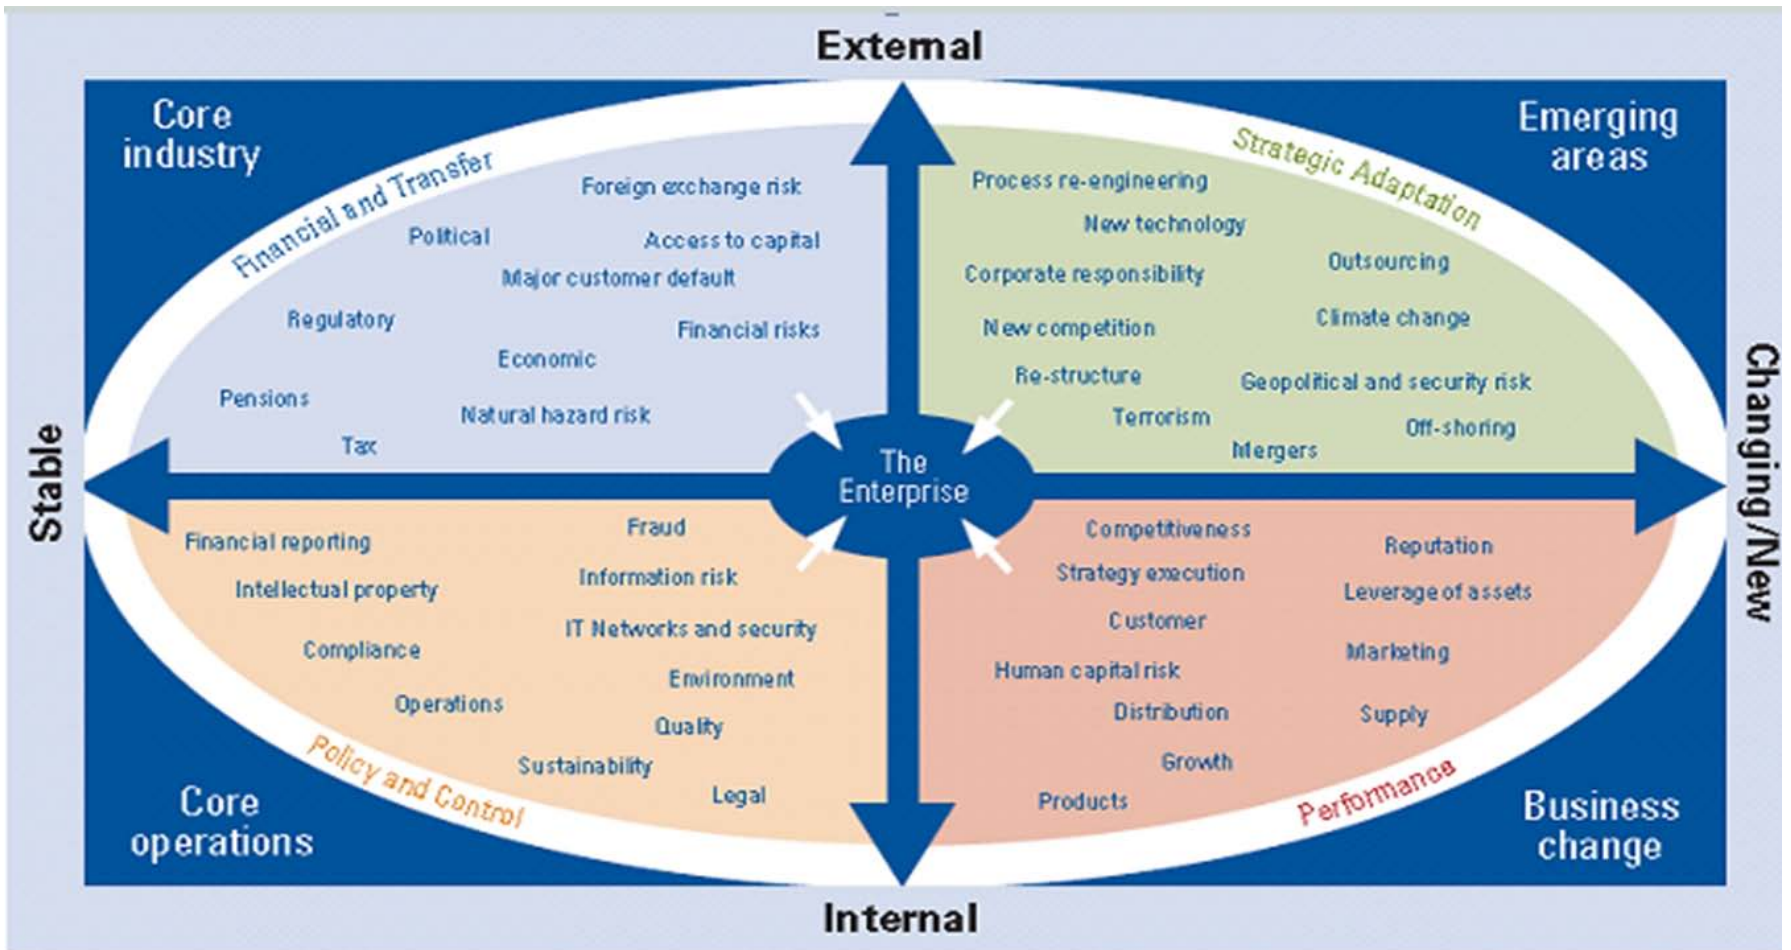 External
Core
industry
Emerging
areas
Financial and Transfer
Strategic Adaptation
Foreign exchange risk
Political
Access to capital
Major customer default
Regulatory
Financial risks
Economic
Pensions
Natural hazard risk
Tax
Process re-engineering
New technology
Outsourcing
Corporate responsibility
Climate change
New competition
Re-structure
Geopolitical and security risk
Terrorism
Off-shoring
Mergers
Stable
The
Enterprise
Changing/New
Financial reporting
Fraud
Intellectual property
Information risk
IT Networks and security
Compliance
Environment
Operations
Quality
Sustainability
Legal
Policy and Control
Competitiveness
Reputation
Strategy execution
Leverage of assets
Customer
Marketing
Human capital risk
Distribution
Supply
Growth
Products
Performance
Core
operations
Business
change
Internal